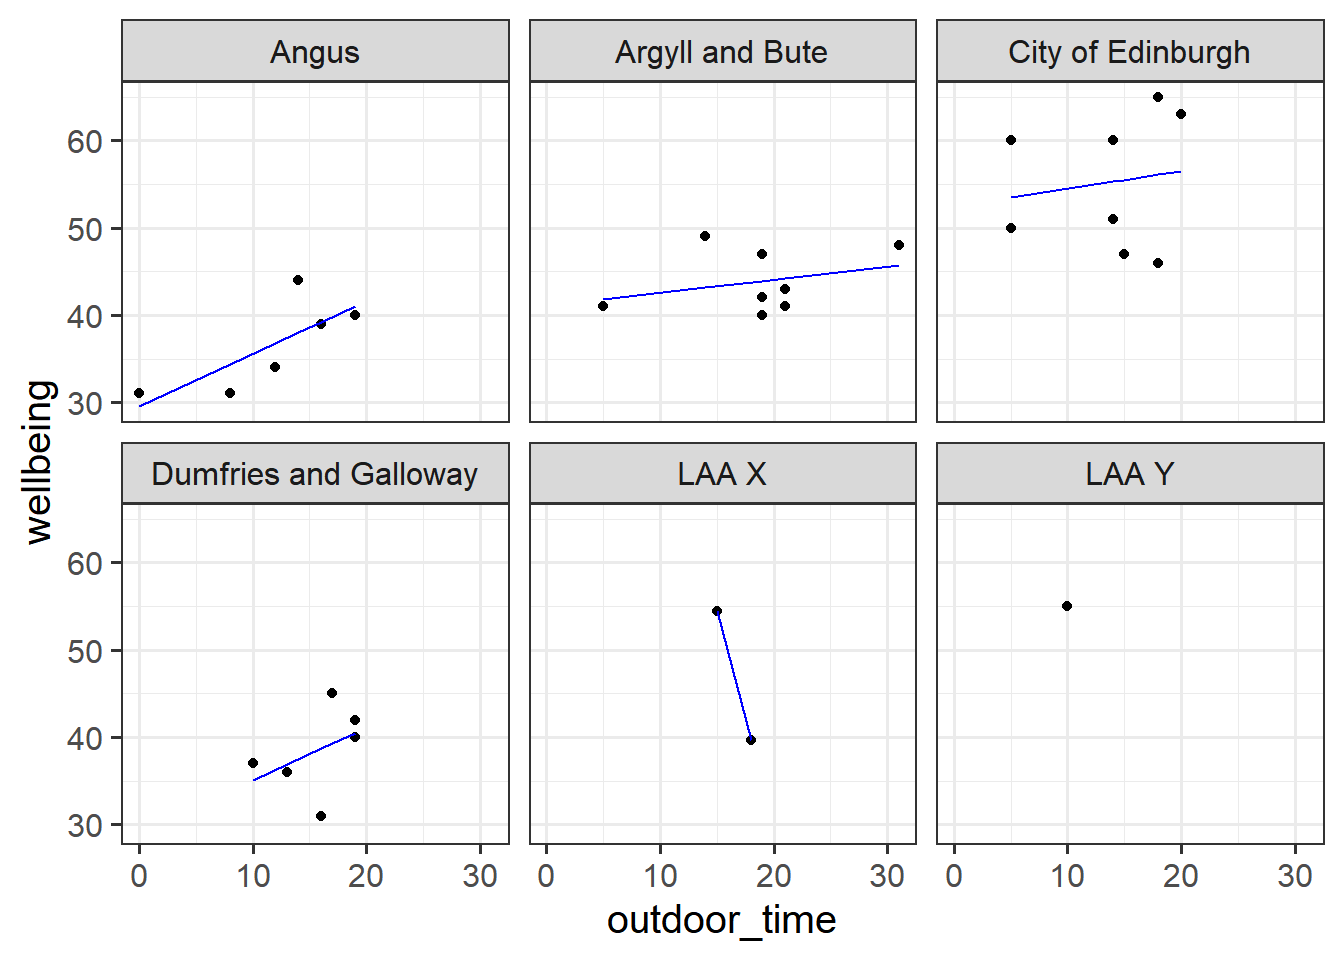 Angus
Argyll and Bute
City of Edinburgh
60
50
40
30
wellbeing
Dumfries and Galloway
LAA X
LAA Y
60
50
40
30
0 10 20 30
0 10 20 30
0 10 20 30
outdoor_time